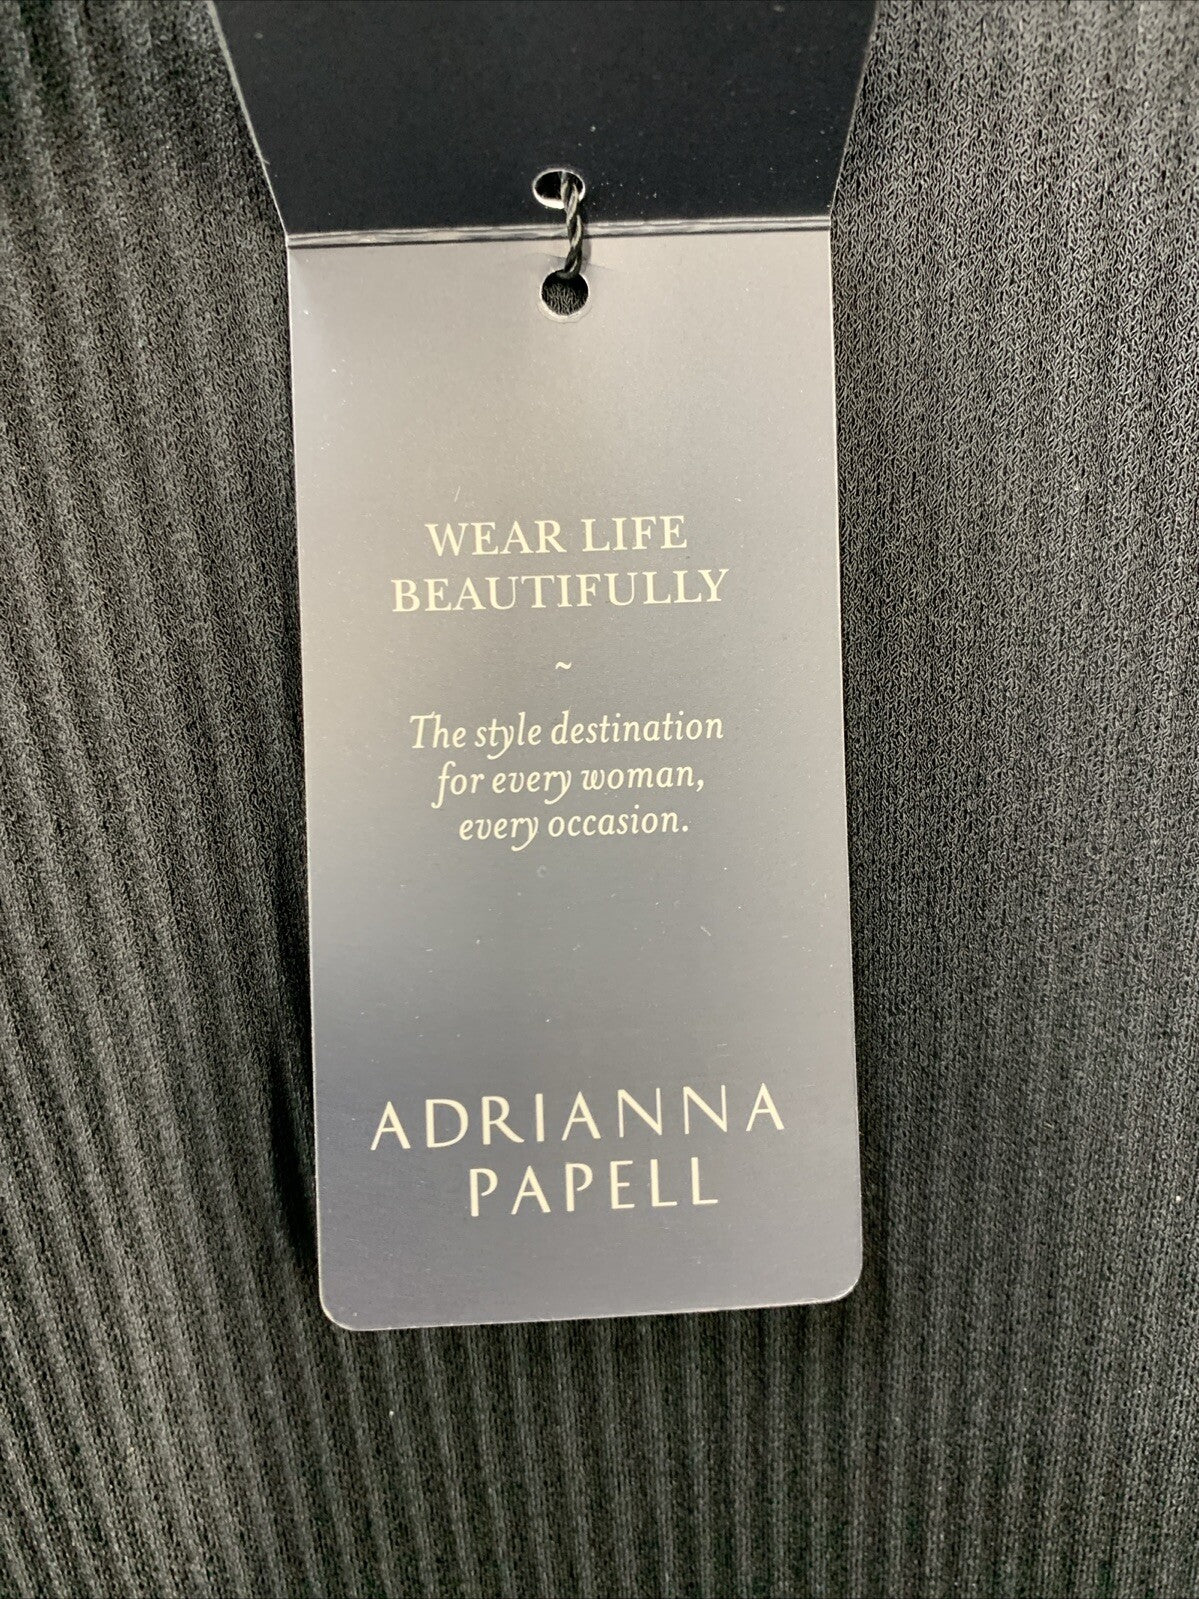 WEAR LIFE
BEAUTIFULLY
~
The style destination
for every woman,
every occasion.
ADRIANNA
PAPELL